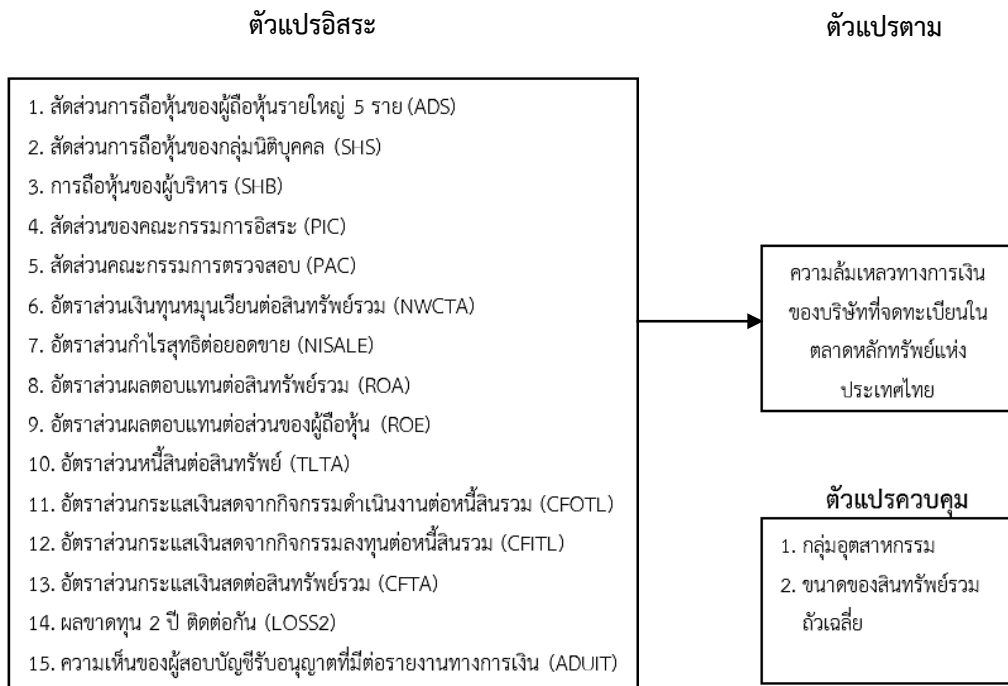 ตัวแปรอิสระ
1. สัดส่วนการถือหุ้นของผู้ถือหุ้นรายใหญ่ 5 ราย (ADS)
2. สัดส่วนการถือหุ้นของกลุ่มนิติบุคคล (SHS)
3. การถือหุ้นของผู้บริหาร (SHB)
4. สัดส่วนของคณะกรรมการอิสระ (PIC)
5. สัดส่วนคณะกรรมการตรวจสอบ (PAC)
6. อัตราส่วนเงินทุนหมุนเวียนต่อสินทรัพย์รวม (NWCTA)
7. อัตราส่วนกำไรสุทธิต่อยอดขาย (NISALE)
8. อัตราส่วนผลตอบแทนต่อสินทรัพย์รวม (ROA)
9. อัตราส่วนผลตอบแทนต่อส่วนของผู้ถือหุ้น (ROE)
10. อัตราส่วนหนี้สินต่อสินทรัพย์ (TLTA)
11. อัตราส่วนกระแสเงินสดจากกิจกรรมดำเนินงานต่อหนี้สินรวม (CFOTL)
12. อัตราส่วนกระแสเงินสดจากกิจกรรมลงทุนต่อหนี้สินรวม (CFITL)
13. อัตราส่วนกระแสเงินสดต่อสินทรัพย์รวม (CFTA)
14. ผลขาดทุน 2 ปี ติดต่อกัน (LOSS2)
15. ความเห็นของผู้สอบบัญชีรับอนุญาตที่มีต่อรายงานทางการเงิน (ADUIT)
ตัวแปรตาม
ความล้มเหลวทางการเงิน
ของบริษัทที่จดทะเบียนใน
ตลาดหลักทรัพย์แห่ง
ประเทศไทย
ตัวแปรควบคุม
1. กลุ่มอุตสาหกรรม
2. ขนาดของสินทรัพย์รวม
ถัวเฉลี่ย